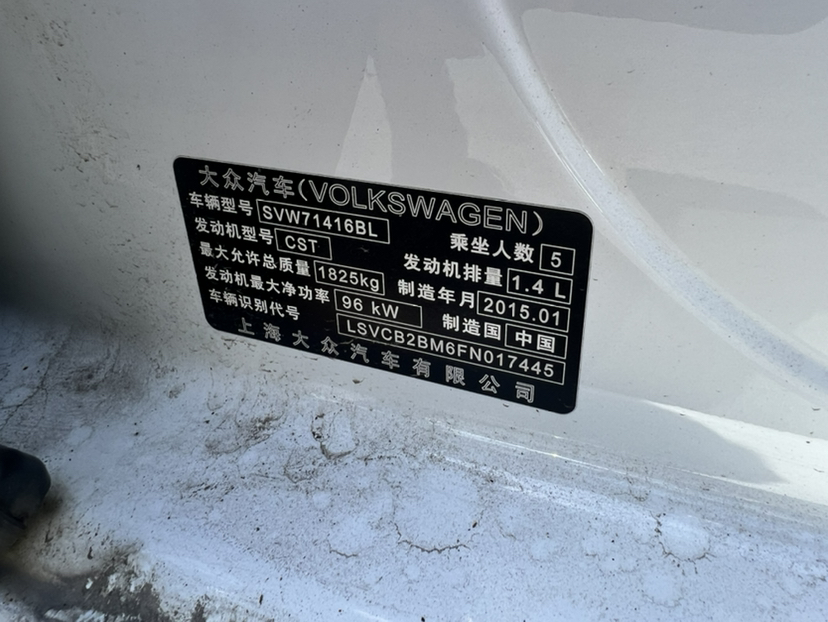 大众汽车(VOLKSWAGEN)
车辆型号 SVW71416BL 乘坐人数 5
发动机型号 CST 发动机排量 1.4 L
最大允许总质量 1825kg 制造年月 2015.01
发动机最大净功率 96 kW 制造国 中国
车辆识别代号 LSVCB2BM6FN017445
上海大众汽车有限公司